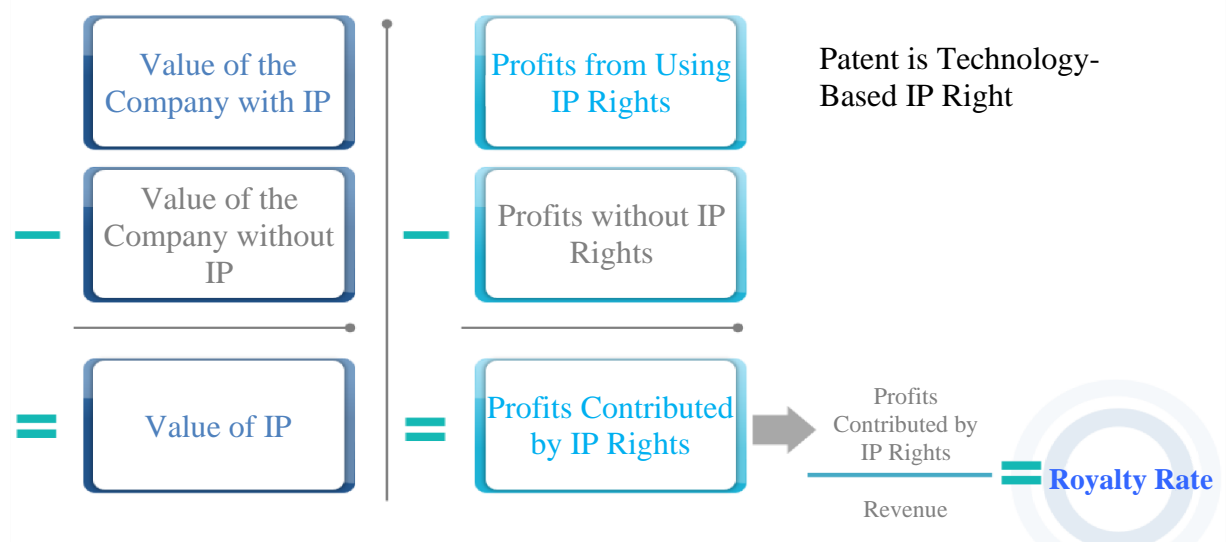 Value of the
Company with IP
Profits from Using
IP Rights
Patent is Technology-
Based IP Right
Value of the
Company without
IP
Profits without IP
Rights
Value of IP
Profits Contributed
by IP Rights
Profits
Contributed by
IP Rights
Revenue
Royalty Rate